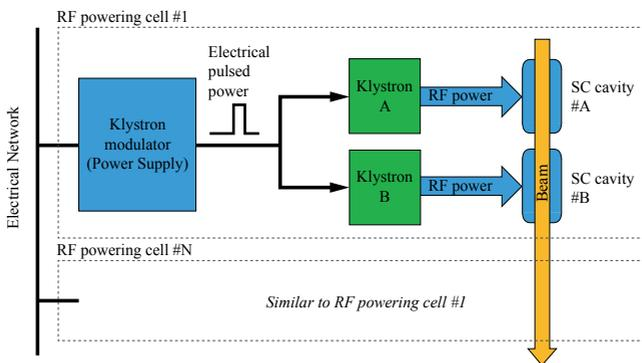 RF powering cell #1
Electrical
pulsed
power
Klystron
modulator
(Power Supply)
Klystron
A
RF power
SC cavity
#A
Klystron
B
RF power
SC cavity
#B
Beam
Electrical Network
RF powering cell #N
Similar to RF powering cell #1